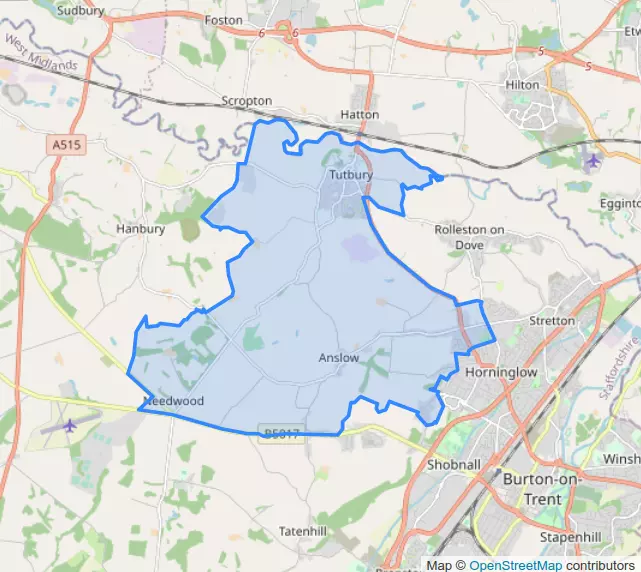 Sudbury
Foston
6
6
5
5
Etw
West Midlands
Hilton
Scropton
Hatton
A515
Tutbury
Hanbury
Rolleston on
Dove
Egginto
Stretton
Staffordshire
Anslow
Horninglow
Needwood
B5017
Shobnall
Winsh
Burton-on-
Trent
Tatenhill
Stapenhill
Map © OpenStreetMap contributors